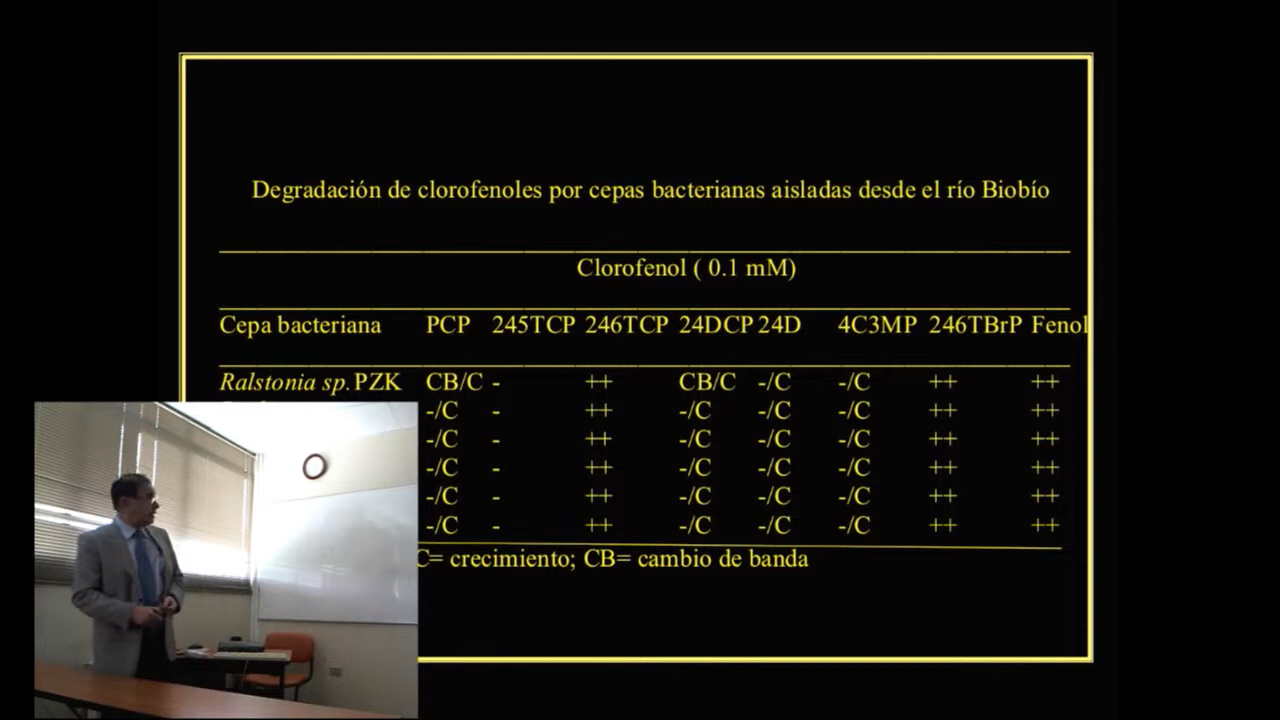 Degradación de clorofenoles por cepas bacterianas aisladas desde el río Biobío
Clorofenol ( 0.1 mM)
Cepa bacteriana PCP 245TCP 246TCP 24DCP 24D 4C3MP 246TBrP Fenol
Ralstonia sp. PZK CB/C - ++ CB/C -/C -/C ++ ++
-/C - ++ -/C -/C -/C ++ ++
-/C - ++ -/C -/C -/C ++ ++
-/C - ++ -/C -/C -/C ++ ++
-/C - ++ -/C -/C -/C ++ ++
-/C - ++ -/C -/C -/C ++ ++
C= crecimiento; CB= cambio de banda